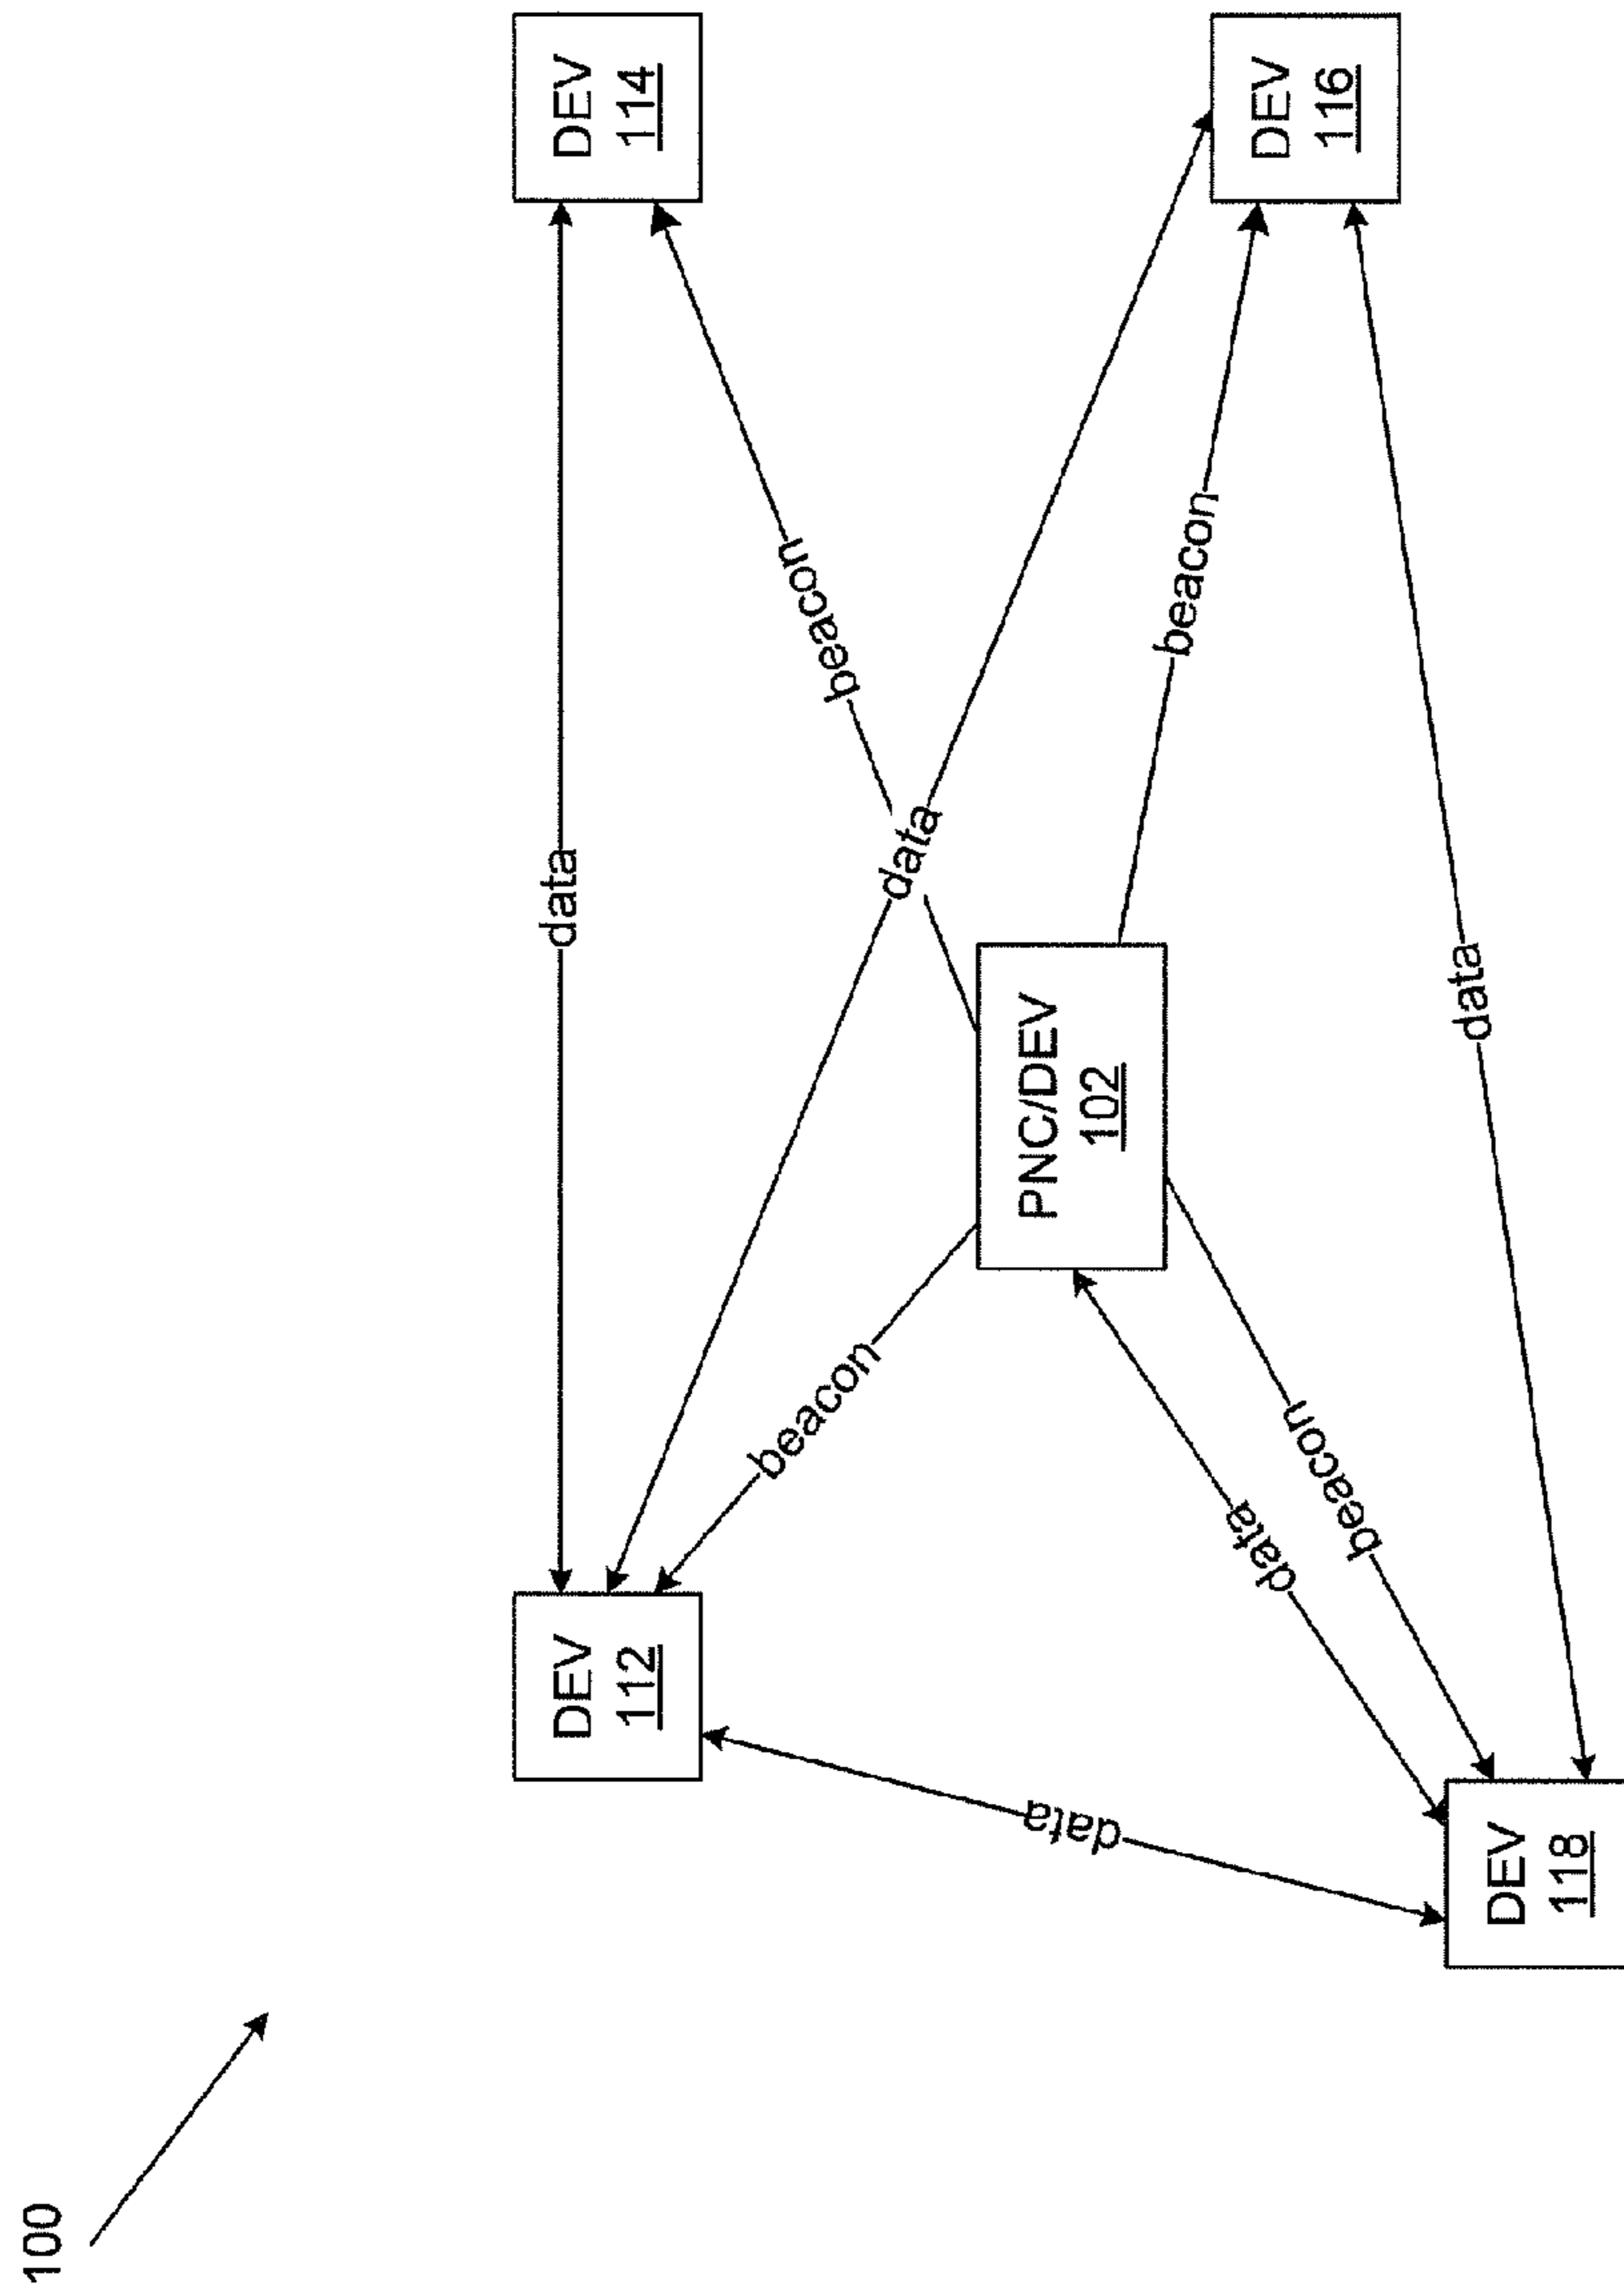 100
DEV
112
data
DEV
114
beacon
beacon
data
PNC/DEV
102
data
beacon
data
DEV
116
beacon
data
DEV
118